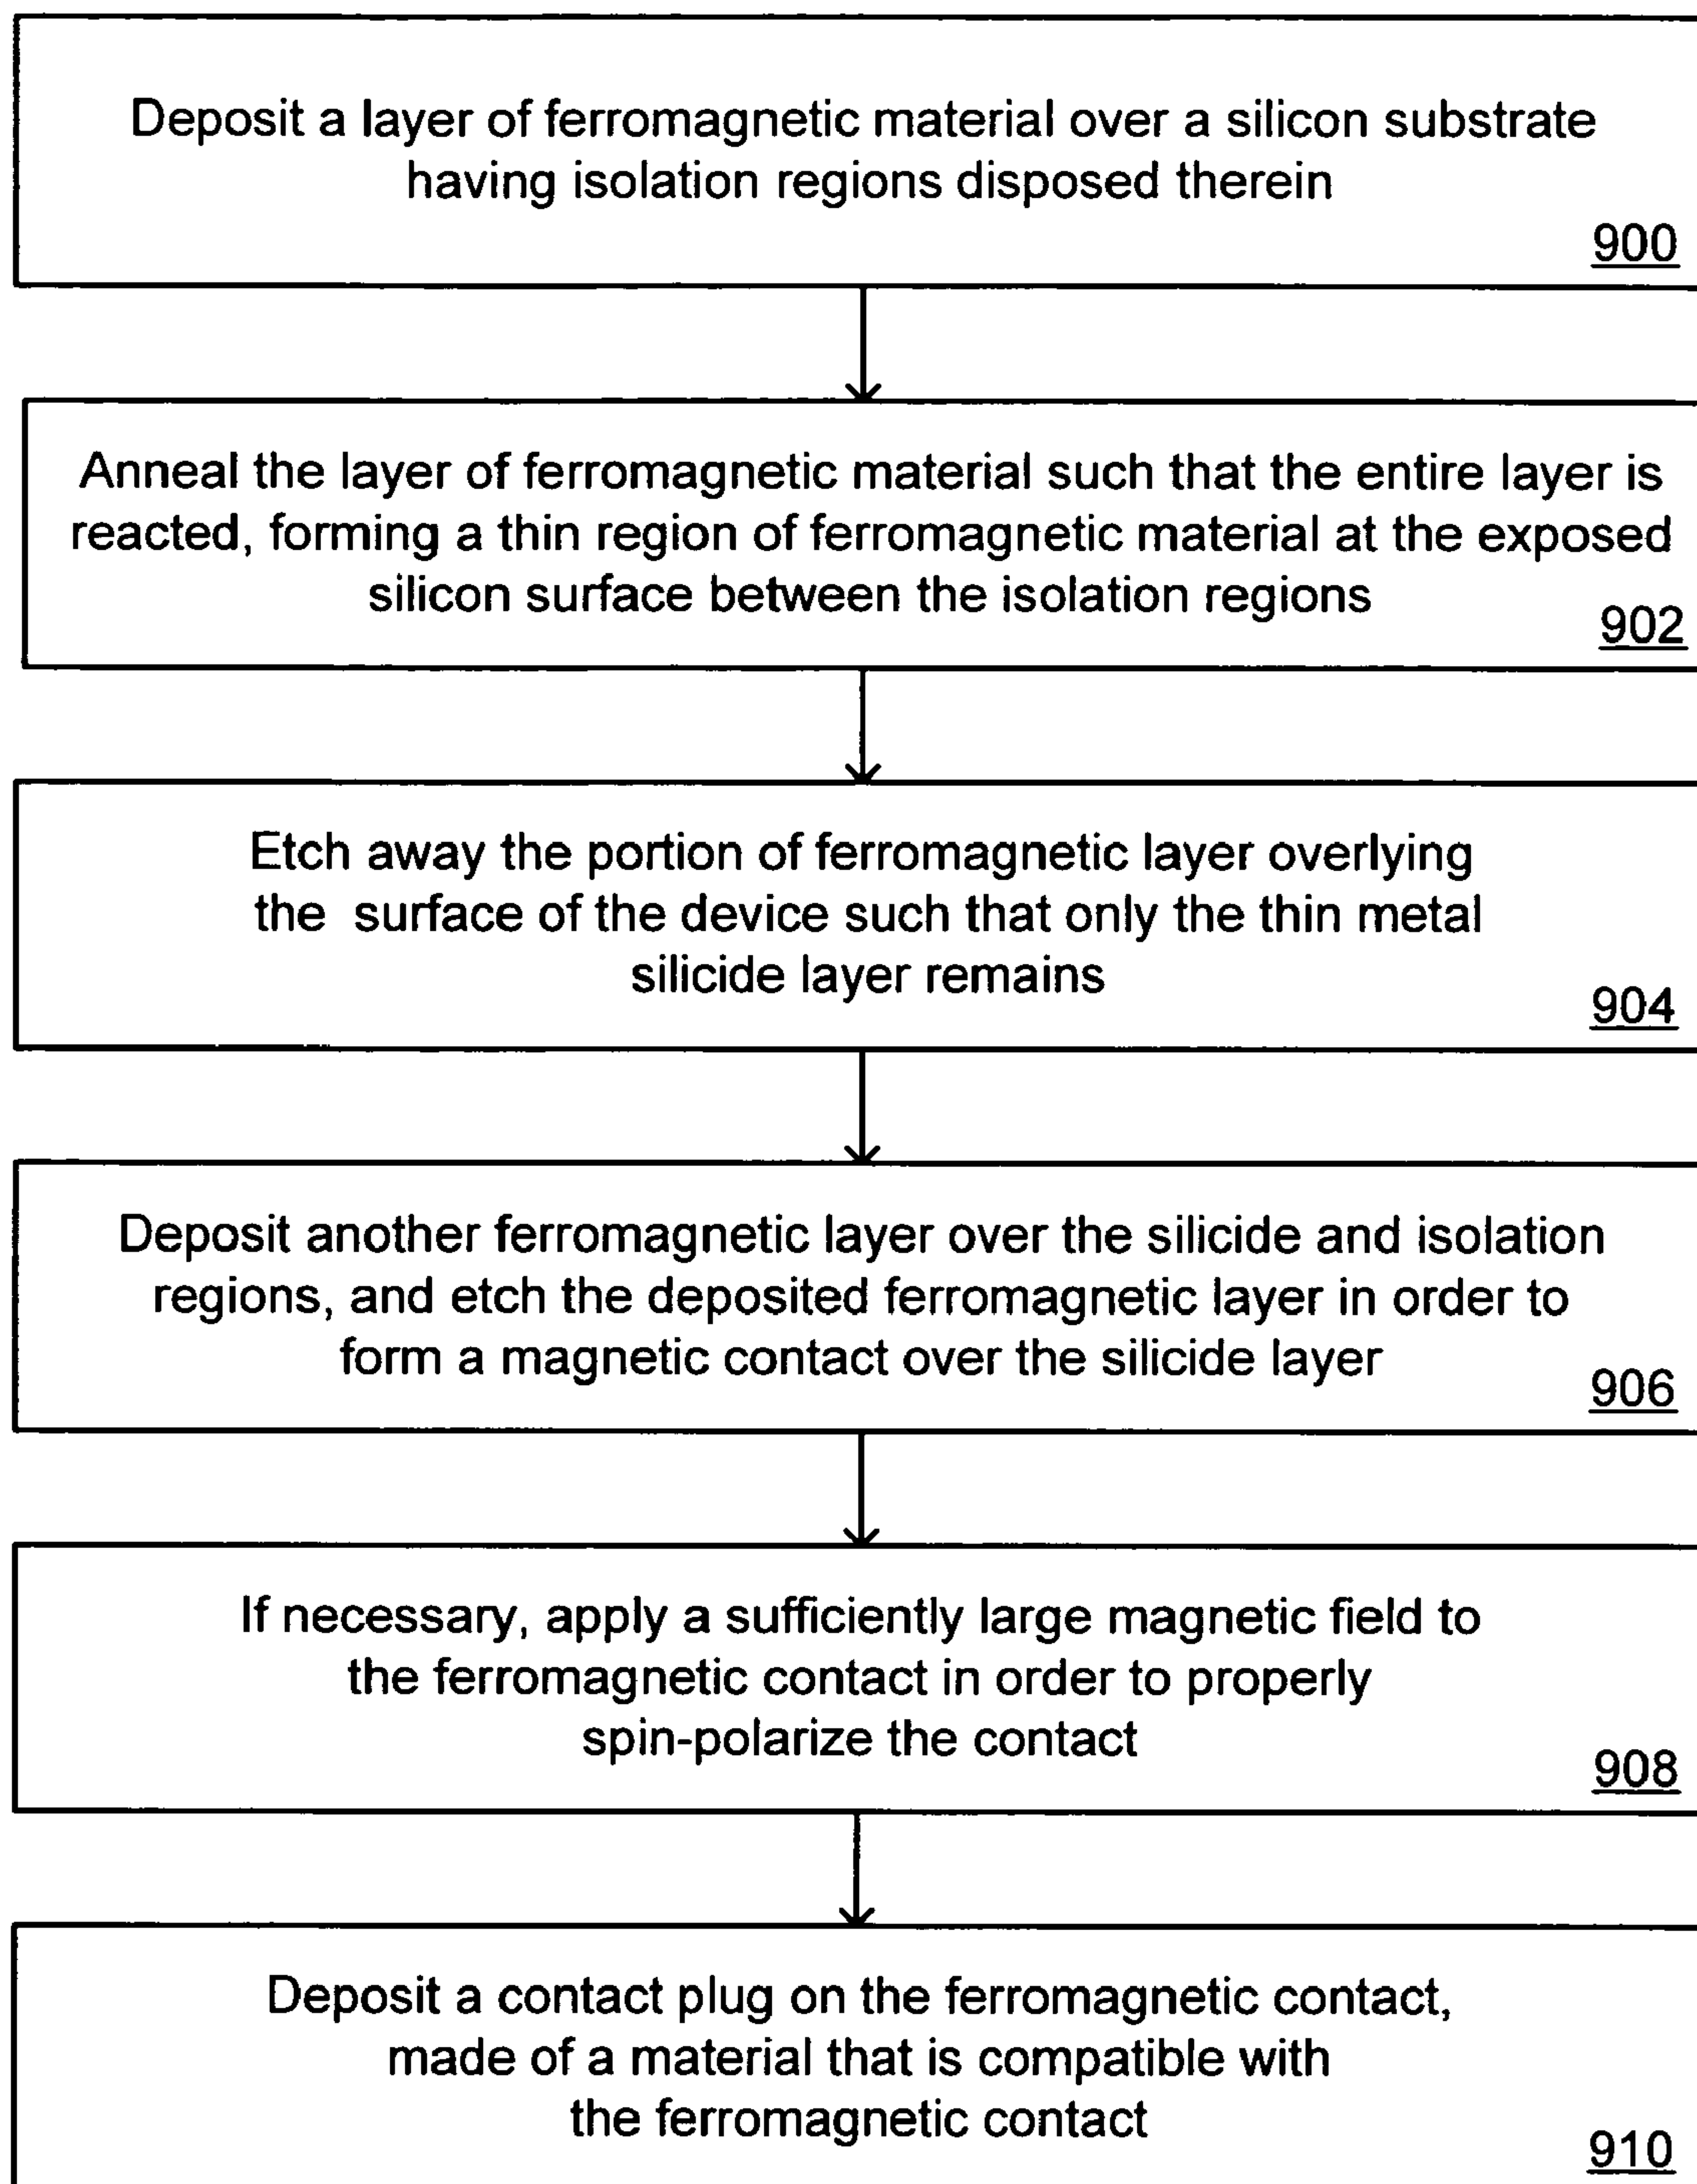 Deposit a layer of ferromagnetic material over a silicon substrate
having isolation regions disposed therein
900
Anneal the layer of ferromagnetic material such that the entire layer is
reacted, forming a thin region of ferromagnetic material at the exposed
silicon surface between the isolation regions
902
Etch away the portion of ferromagnetic layer overlying
the surface of the device such that only the thin metal
silicide layer remains
904
Deposit another ferromagnetic layer over the silicide and isolation
regions, and etch the deposited ferromagnetic layer in order to
form a magnetic contact over the silicide layer
906
If necessary, apply a sufficiently large magnetic field to
the ferromagnetic contact in order to properly
spin-polarize the contact
908
Deposit a contact plug on the ferromagnetic contact,
made of a material that is compatible with
the ferromagnetic contact
910